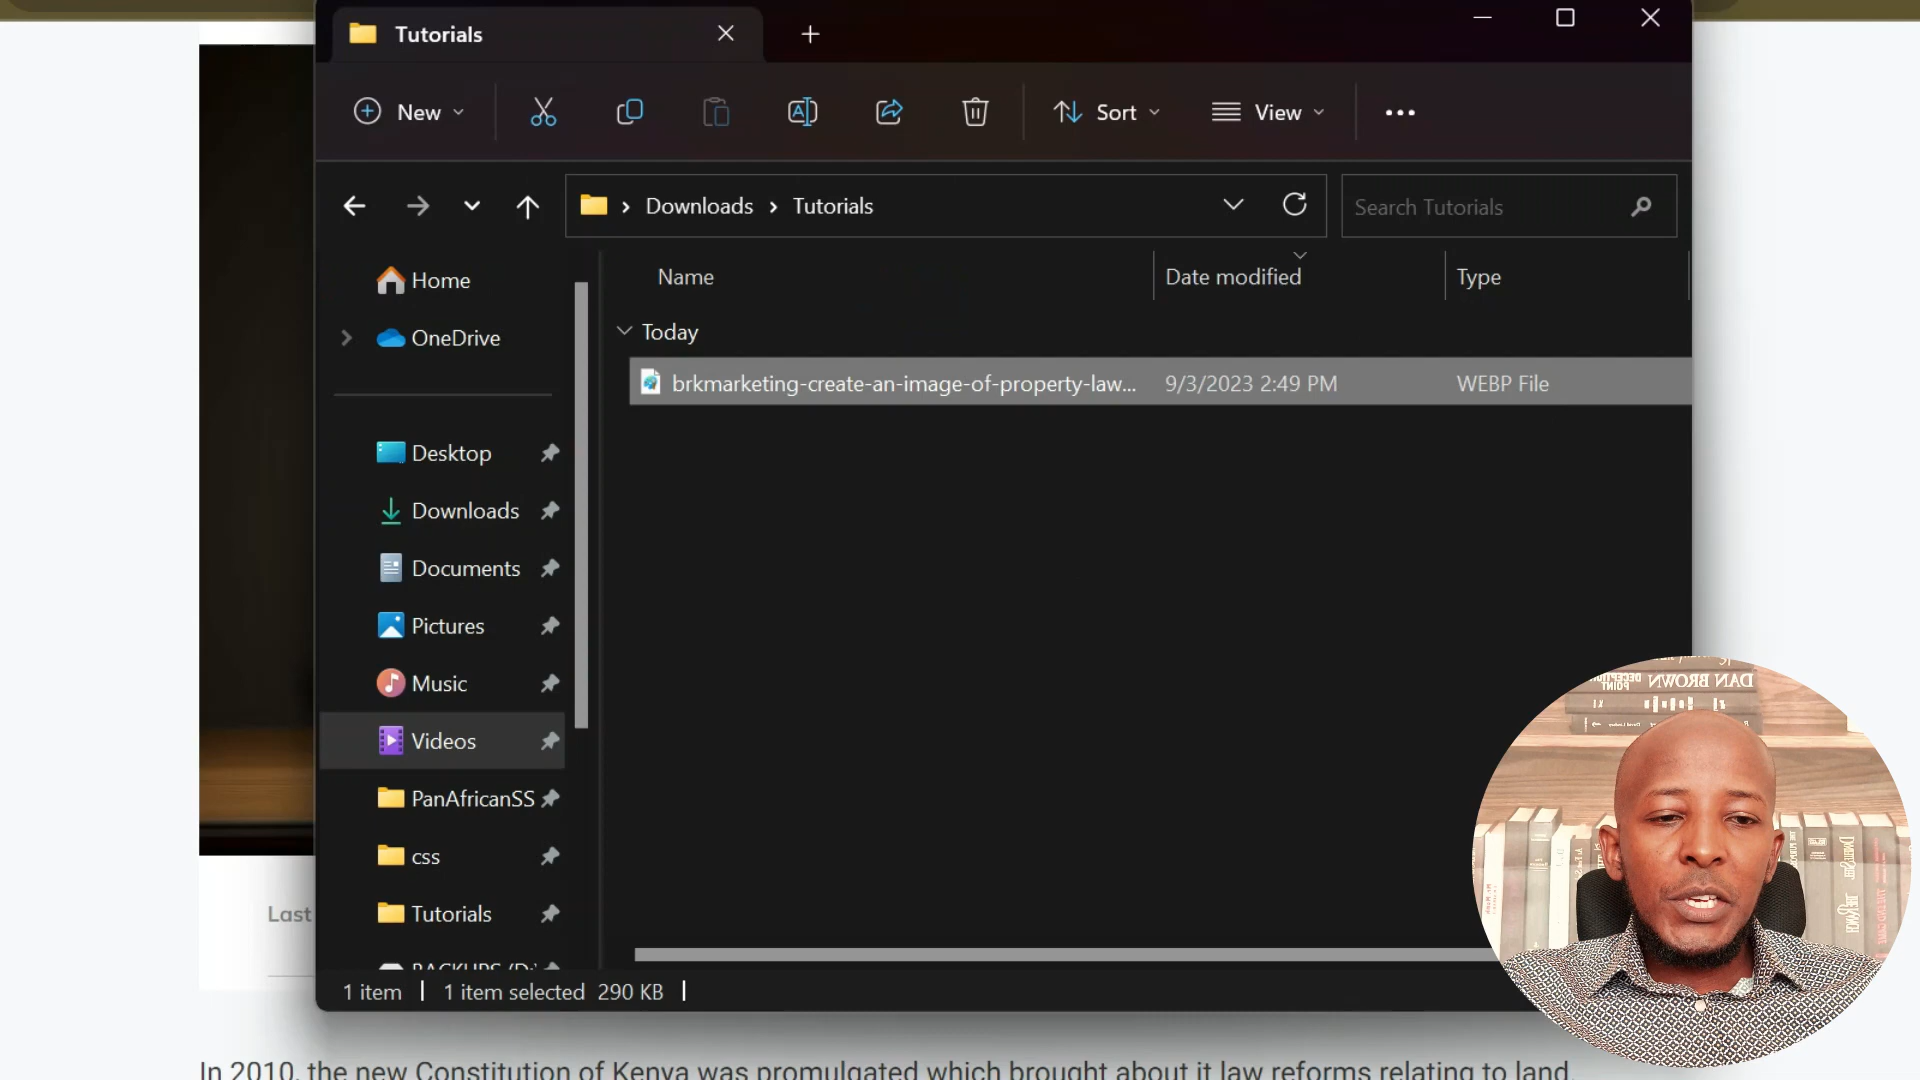 Tutorials
New
Sort
View
Downloads
Tutorials
Search Tutorials
Home
OneDrive
Desktop
Downloads
Documents
Pictures
Music
Videos
PanAfricanSS
css
Tutorials
BACKUPS (D:)
Name
Date modified
Type
Today
brkmarketing-create-an-image-of-property-law...
9/3/2023 2:49 PM
WEBP File
1 item
1 item selected 290 KB
Last
In 2010, the new Constitution of Kenya was promulgated which brought about it law reforms relating to land.
DECEPTION POINT
DAN BROWN